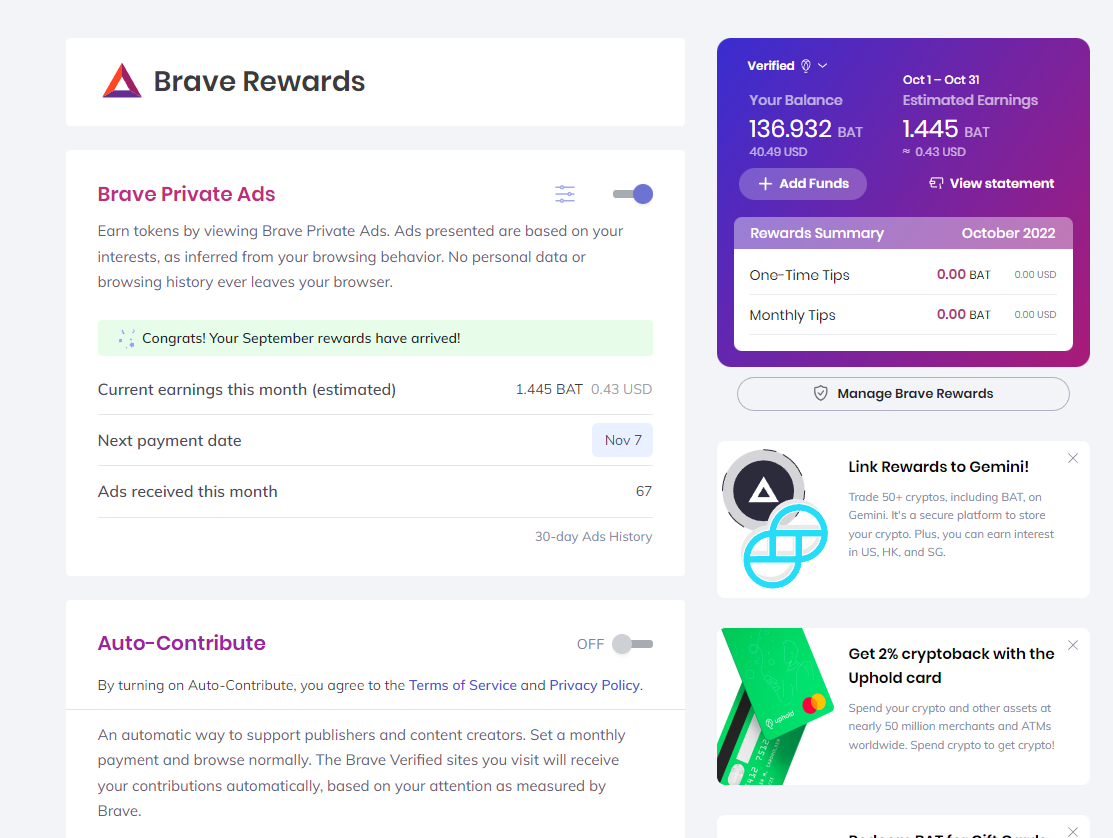 Brave Rewards
Brave Private Ads
Earn tokens by viewing Brave Private Ads. Ads presented are based on your
interests, as inferred from your browsing behavior. No personal data or
browsing history ever leaves your browser.
Congrats! Your September rewards have arrived!
Current earnings this month (estimated) 1.445 BAT 0.43 USD
Next payment date Nov 7
Ads received this month 67
30-day Ads History
Auto-Contribute OFF
By turning on Auto-Contribute, you agree to the Terms of Service and Privacy Policy.
An automatic way to support publishers and content creators. Set a monthly
payment and browse normally. The Brave Verified sites you visit will receive
your contributions automatically, based on your attention as measured by
Brave.
Verified
Oct 1 – Oct 31
Your Balance Estimated Earnings
136.932 BAT 1.445 BAT
40.49 USD ≈ 0.43 USD
Add Funds View statement
Rewards Summary October 2022
One-Time Tips 0.00 BAT 0.00 USD
Monthly Tips 0.00 BAT 0.00 USD
Manage Brave Rewards
Link Rewards to Gemini!
Trade 50+ cryptos, including BAT, on
Gemini. It's a secure platform to store
your crypto. Plus, you can earn interest
in US, HK, and SG.
uphold
Get 2% cryptoback with the
Uphold card
Spend your crypto and other assets at
nearly 50 million merchants and ATMs
worldwide. Spend crypto to get crypto!
Redeem BAT for Gift Cards